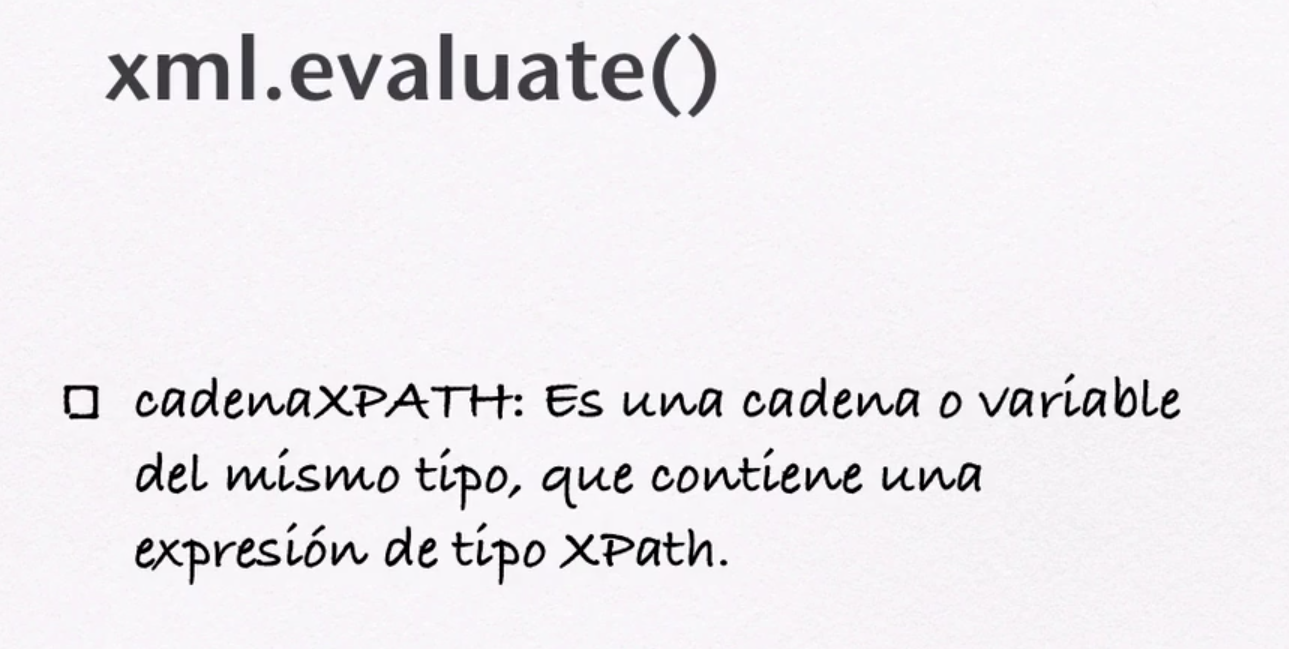 xml.evaluate()
cadenaXPATH: Es una cadena o variable
del mismo tipo, que contiene una
expresión de tipo XPath.